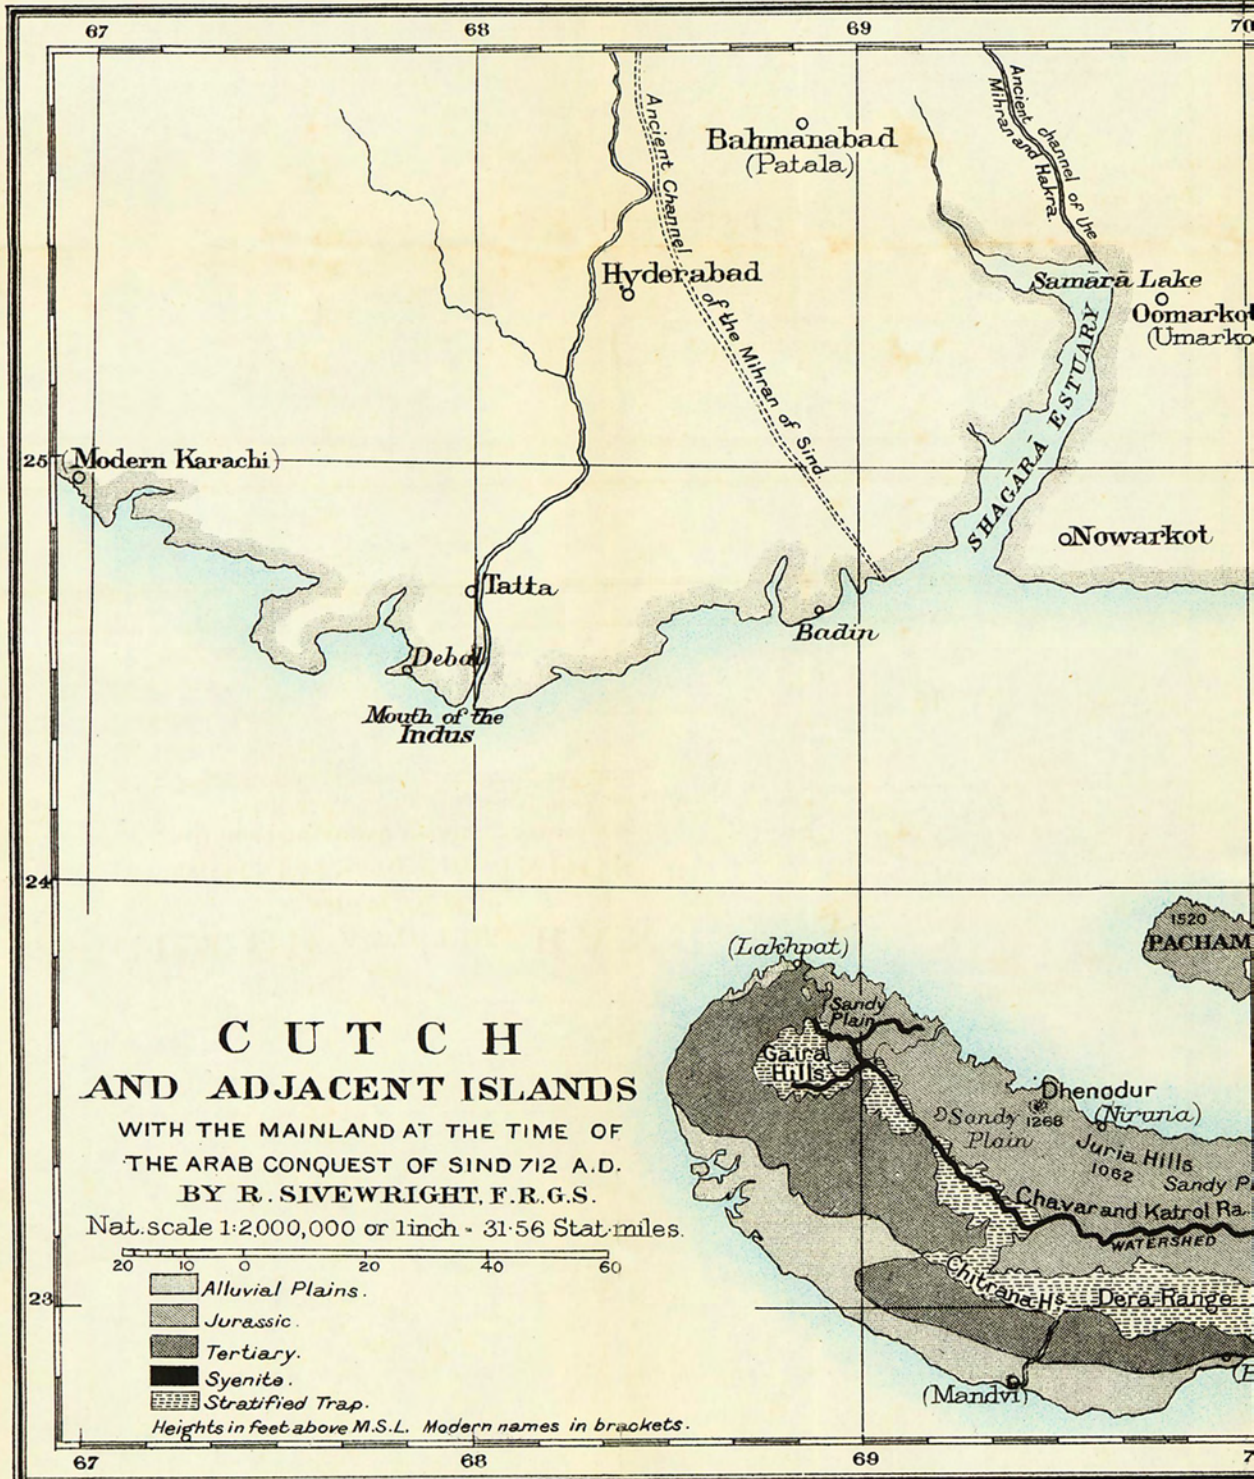 67
68
69
70
Ancient Channel
of the Mihran of Sind
Bahmanabad
(Patala)
Ancient channel of the
Mihran and Hakra.
Hyderabad
Samārā Lake
Oomarkot
(Umarko
SHAGĀRĀ ESTUARY
25
(Modern Karachi)
Nowarkot
Tatta
Badin
Debal
Mouth of the
Indus
24
1520
PACHAM
(Lakhpat)
(Sandy
Plain
Gaira
Hills
Dhenodur
(Niruna)
Sandy 1268
Plain
Juria Hills
1062
Sandy Pl
Chavar and Katrol Ra.
WATERSHED
Chitrana Hs.
Dera Range
(Mandvi)
(B
CUTCH
AND ADJACENT ISLANDS
WITH THE MAINLAND AT THE TIME OF
THE ARAB CONQUEST OF SIND 712 A.D.
BY R. SIVEWRIGHT, F.R.G.S.
Nat. scale 1:2,000,000 or 1 inch - 31·56 Stat. miles.
20 10 0 20 40 60
Alluvial Plains.
23
Jurassic.
Tertiary.
Syenite.
Stratified Trap.
Heights in feet above M.S.L. Modern names in brackets.
67
68
69
7